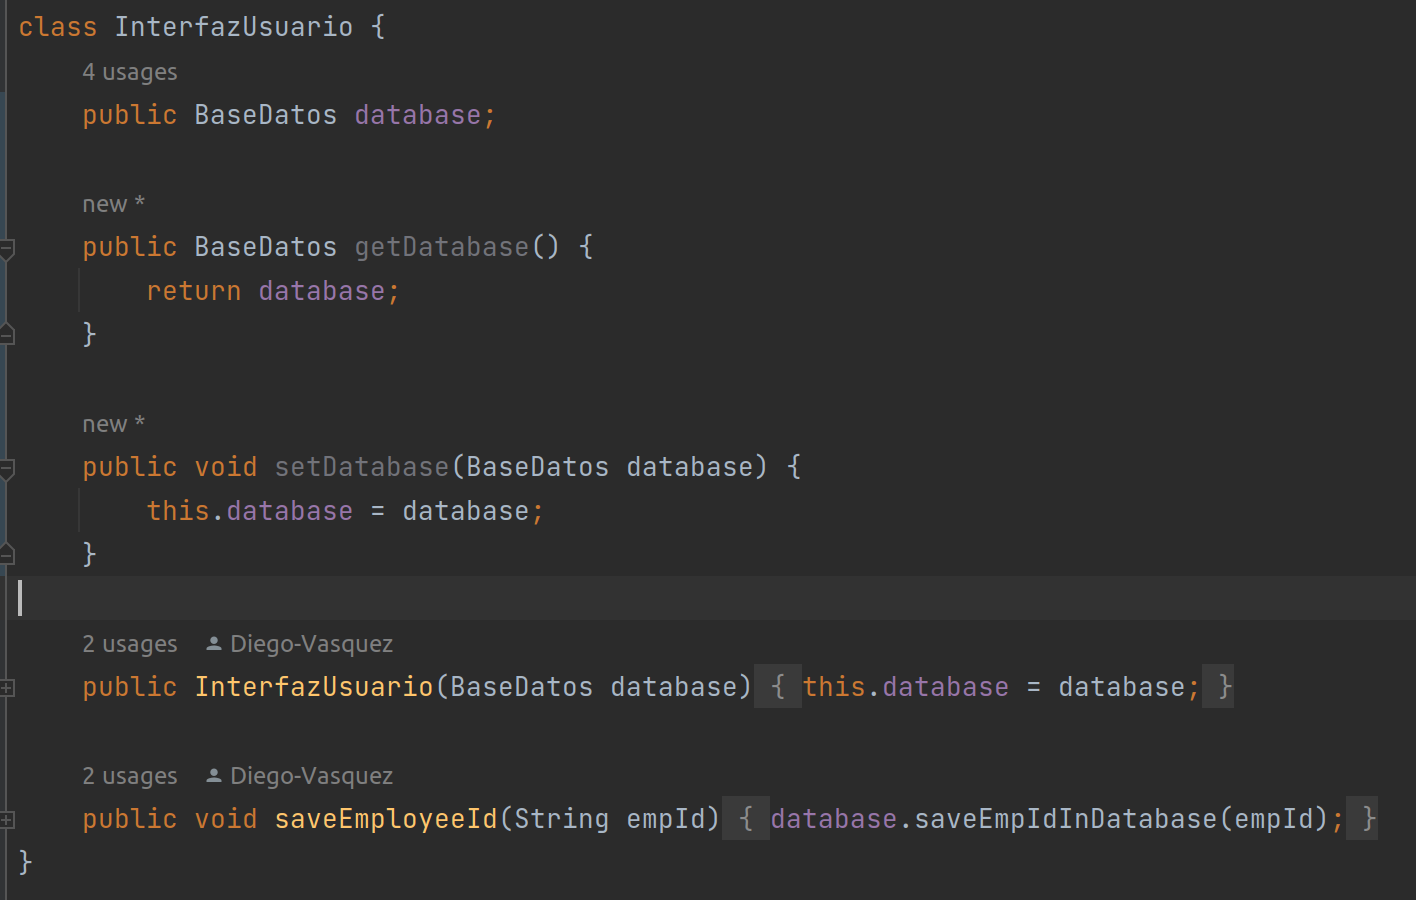 class InterfazUsuario {
4 usages
public BaseDatos database;
new *
public BaseDatos getDatabase() {
return database;
}
new *
public void setDatabase(BaseDatos database) {
this.database = database;
}
2 usages Diego-Vasquez
public InterfazUsuario(BaseDatos database) { this.database = database; }
2 usages Diego-Vasquez
public void saveEmployeeId(String empId) { database.saveEmpIdInDatabase(empId); }
}